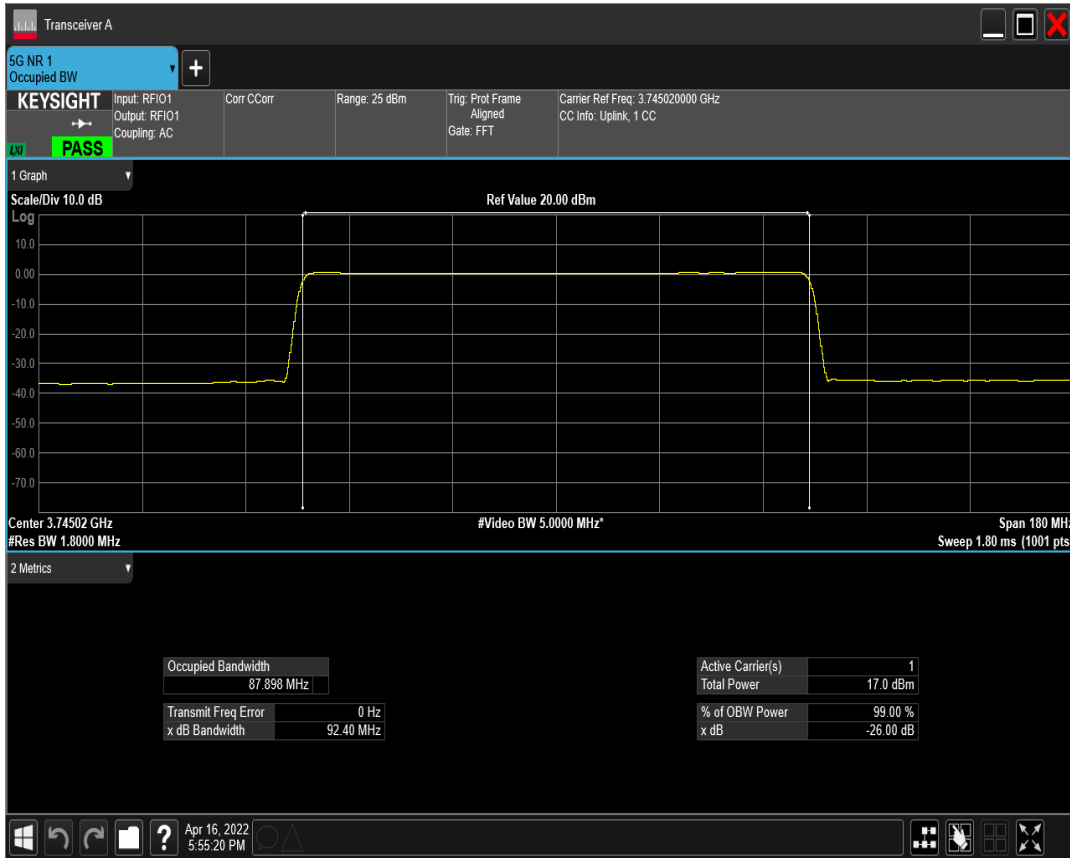 Transceiver A
5G NR 1
Occupied BW
KEYSIGHT
LXI
PASS
Input: RFIO1
Output: RFIO1
Coupling: AC
Corr CCorr
Range: 25 dBm
Trig: Prot Frame
Aligned
Gate: FFT
Carrier Ref Freq: 3.745020000 GHz
CC Info: Uplink, 1 CC
1 Graph
Scale/Div 10.0 dB
Ref Value 20.00 dBm
Log
10.0
0.00
-10.0
-20.0
-30.0
-40.0
-50.0
-60.0
-70.0
Center 3.74502 GHz
#Video BW 5.0000 MHz*
Span 180 MHz
#Res BW 1.8000 MHz
Sweep 1.80 ms (1001 pts
2 Metrics
Occupied Bandwidth
87.898 MHz
Transmit Freq Error 0 Hz
x dB Bandwidth 92.40 MHz
Active Carrier(s) 1
Total Power 17.0 dBm
% of OBW Power 99.00 %
x dB -26.00 dB
Apr 16, 2022
5:55:20 PM